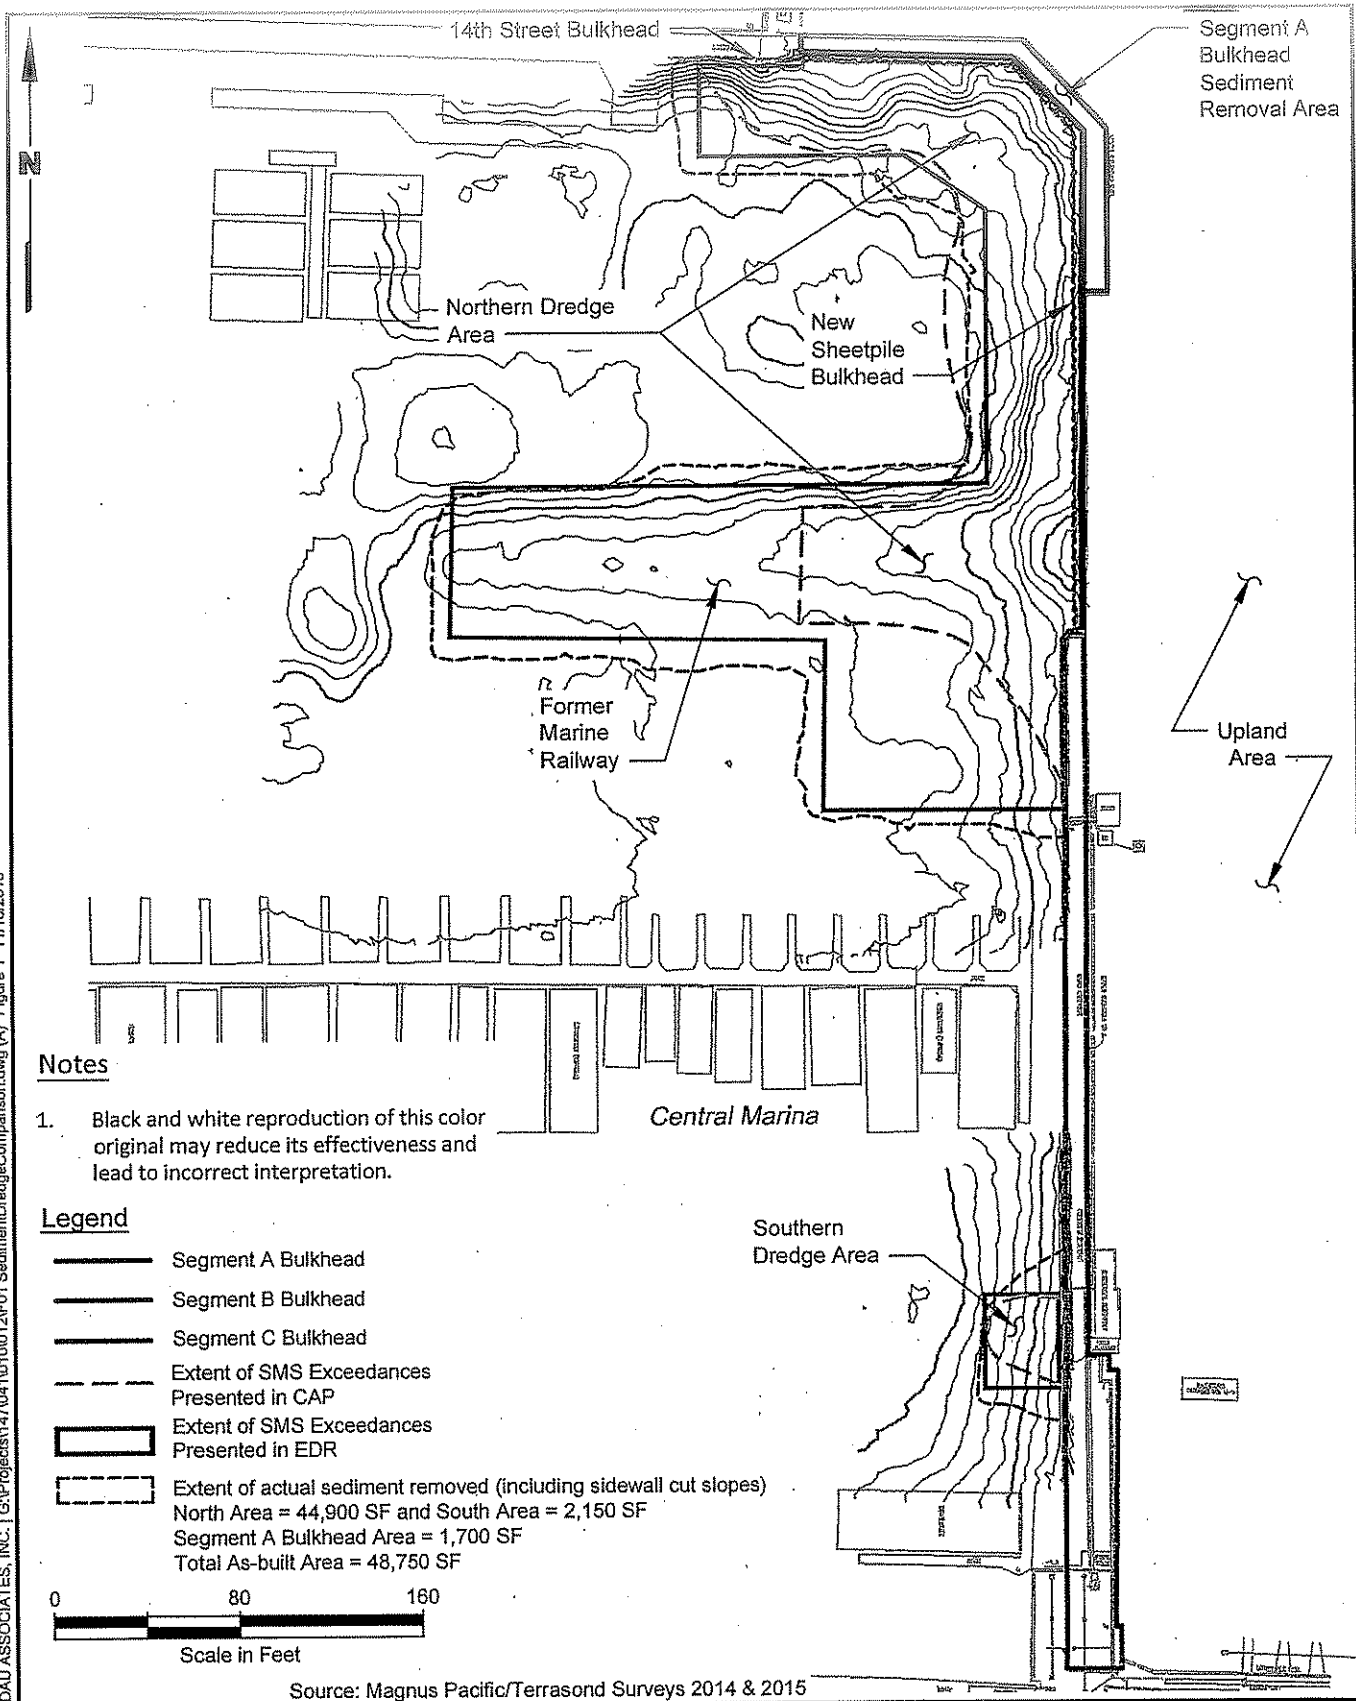 14th Street Bulkhead
Segment A
Bulkhead
Sediment
Removal Area
N
Northern Dredge
Area
New
Sheetpile
Bulkhead
Former
Marine
Railway
Upland
Area
Notes
1. Black and white reproduction of this color
original may reduce its effectiveness and
lead to incorrect interpretation.
Central Marina
Legend
Segment A Bulkhead
Segment B Bulkhead
Segment C Bulkhead
Extent of SMS Exceedances
Presented in CAP
Extent of SMS Exceedances
Presented in EDR
Extent of actual sediment removed (including sidewall cut slopes)
North Area = 44,900 SF and South Area = 2,150 SF
Segment A Bulkhead Area = 1,700 SF
Total As-built Area = 48,750 SF
Southern
Dredge Area
0 80 160
Scale in Feet
Source: Magnus Pacific/Terrasond Surveys 2014 & 2015
DAU ASSOCIATES, INC.